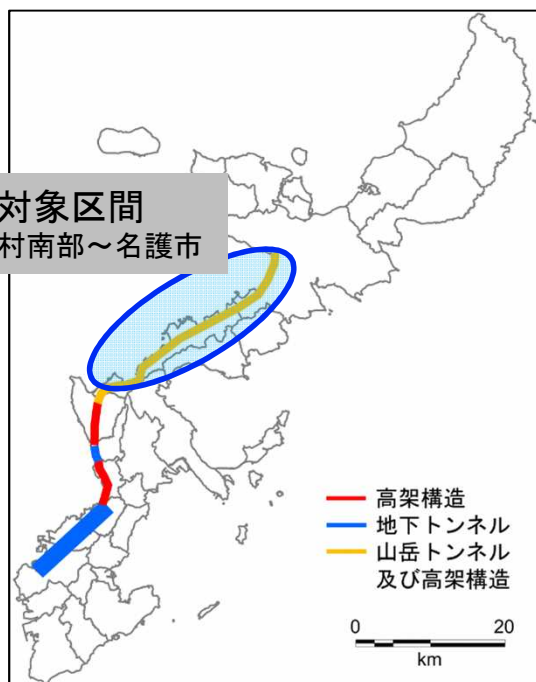 対象区間
村南部～名護市
高架構造
地下トンネル
山岳トンネル
及び高架構造
0 20
km